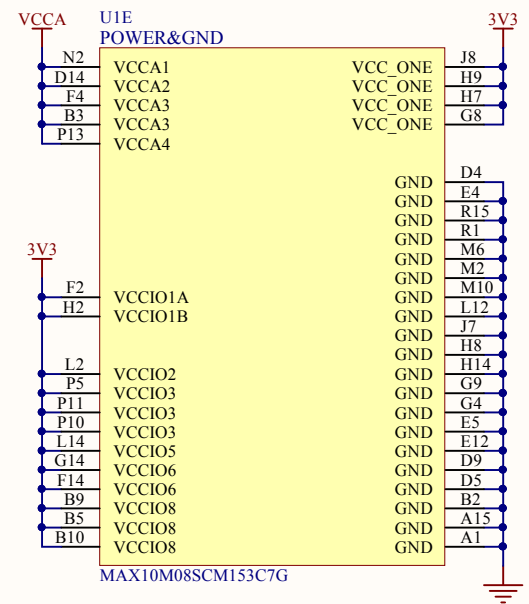 VCCA
U1E
3V3
POWER&GND
N2 VCCA1 VCC_ONE J8
D14 VCCA2 VCC_ONE H9
F4 VCCA3 VCC_ONE H7
B3 VCCA3 VCC_ONE G8
P13 VCCA4
GND D4
GND E4
GND R15
GND R1
3V3
GND M6
GND M2
F2 VCCIO1A GND M10
H2 VCCIO1B GND L12
GND J7
GND H8
L2 VCCIO2 GND H14
P5 VCCIO3 GND G9
P11 VCCIO3 GND G4
P10 VCCIO3 GND E5
L14 VCCIO5 GND E12
G14 VCCIO6 GND D9
F14 VCCIO6 GND D5
B9 VCCIO8 GND B2
B5 VCCIO8 GND A15
B10 VCCIO8 GND A1
MAX10M08SCM153C7G